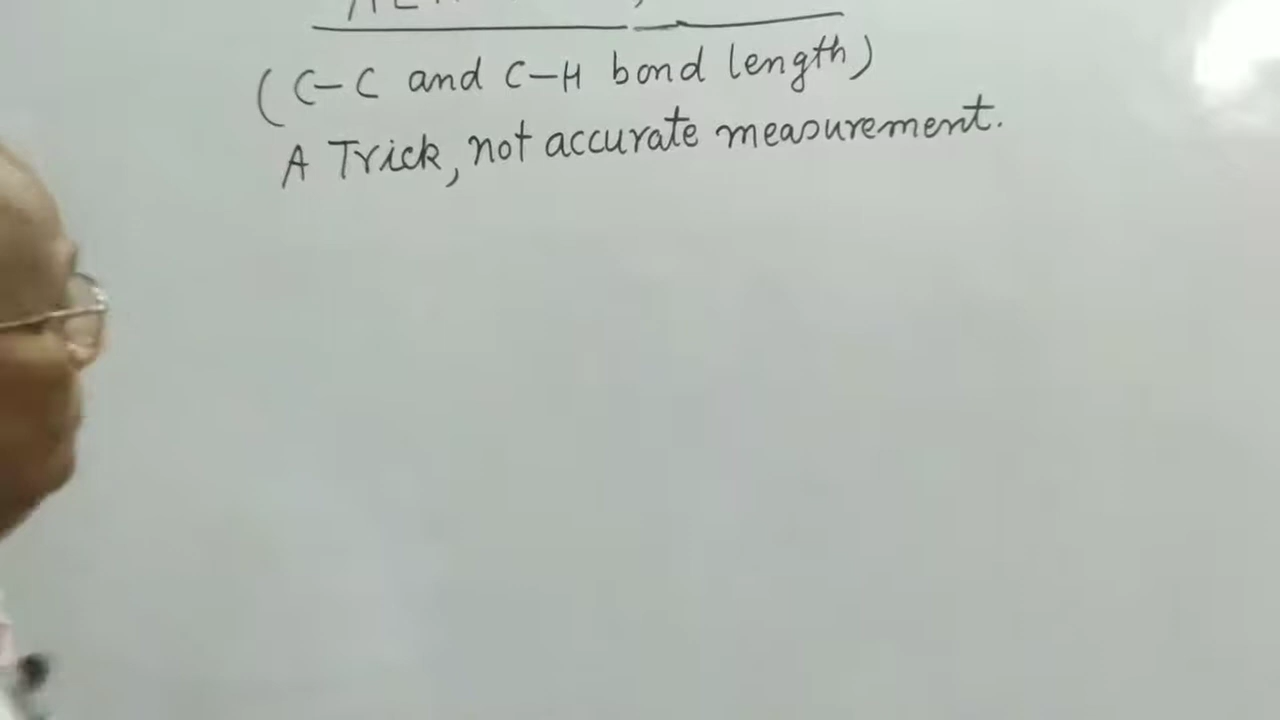 (C-C and C-H bond length)
A Trick, not accurate measurement.